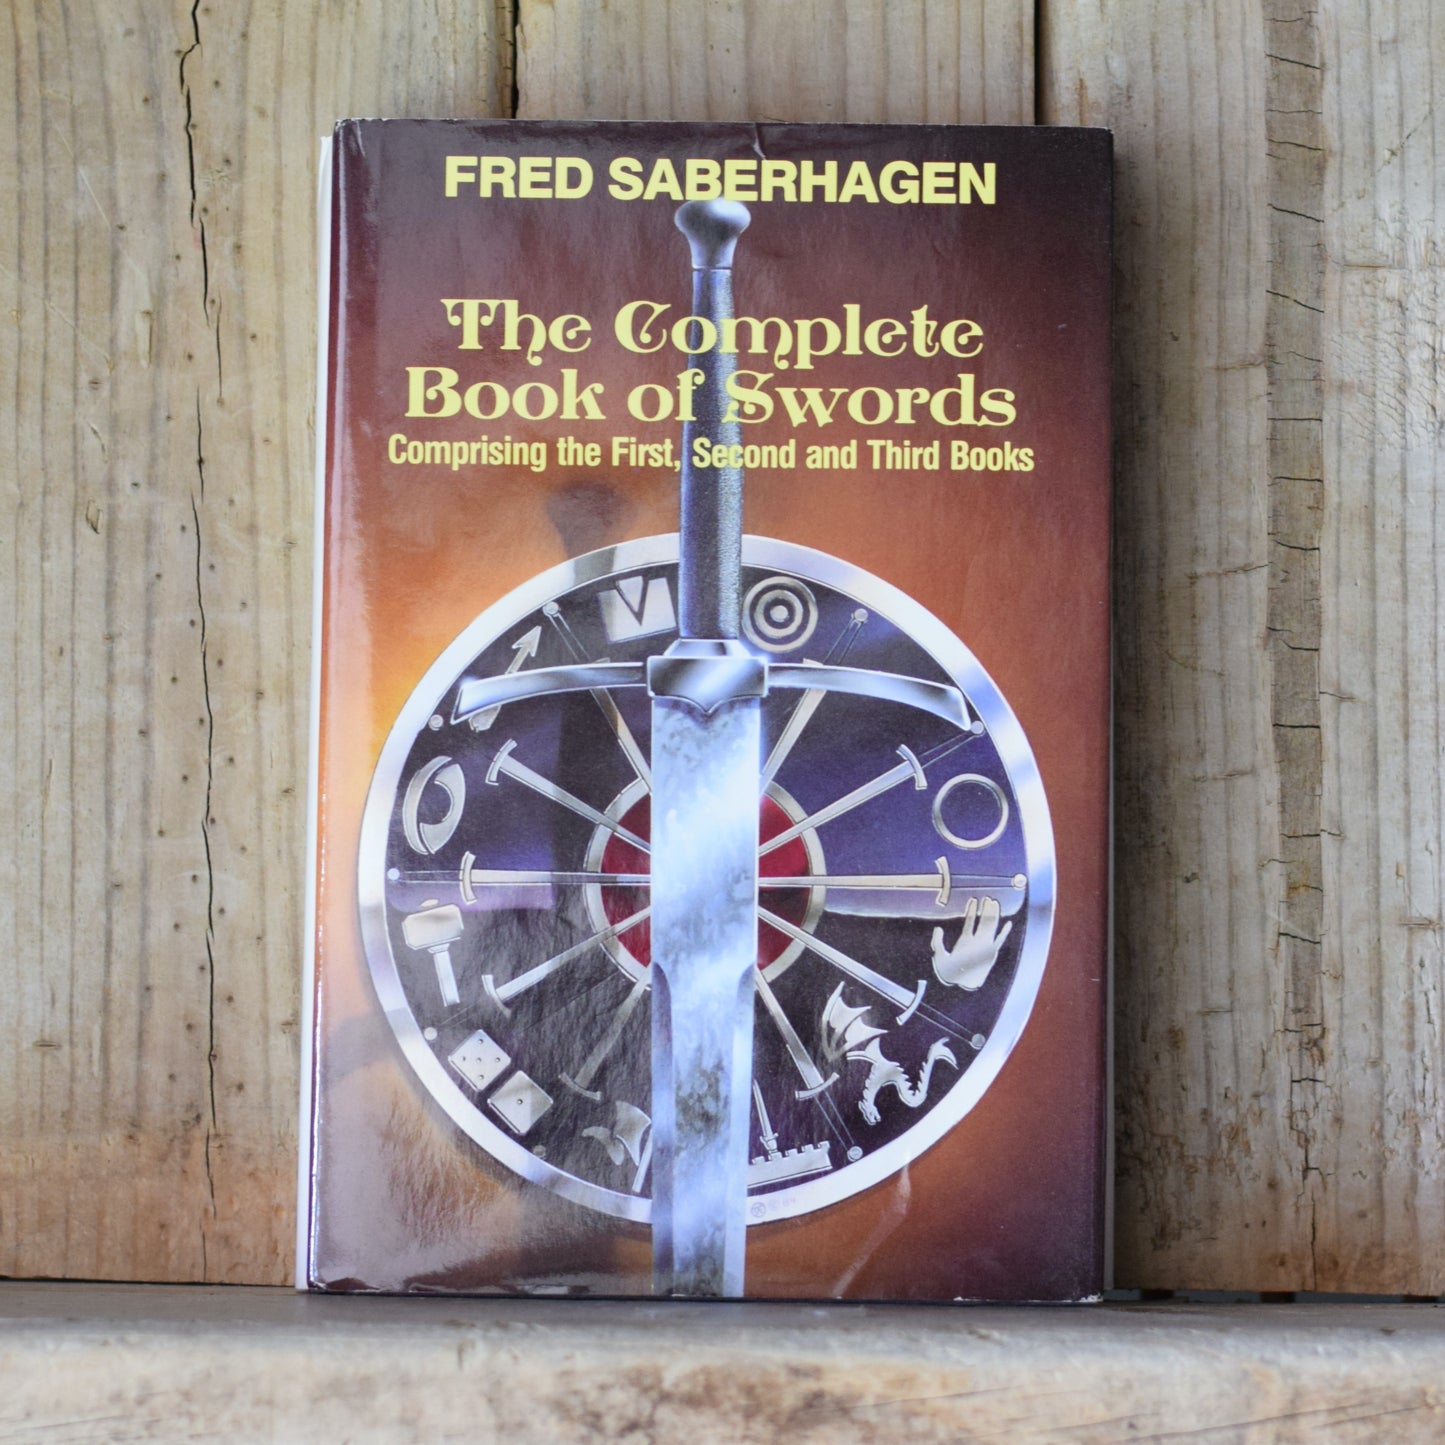 FRED SABERHAGEN
The Complete
Book of Swords
Comprising the First, Second and Third Books